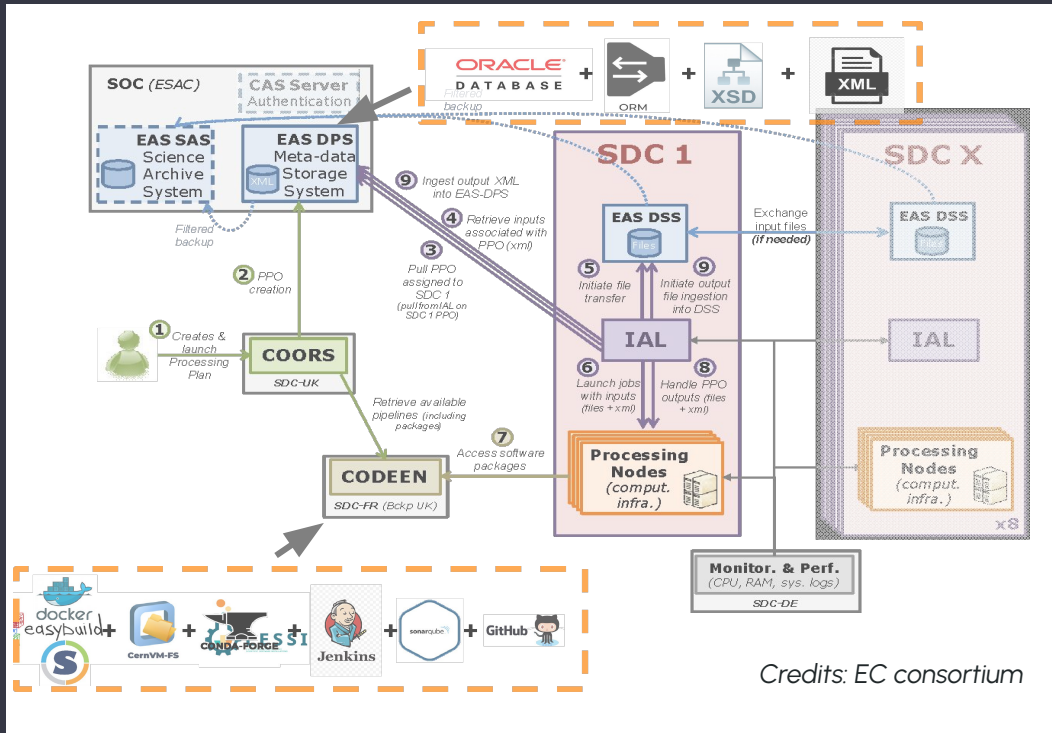 ORACLE®
DATABASE
+
ORM
+
XSD
+
XML
SOC (ESAC)
CAS Server
Authentication
Filtered
backup
EAS SAS
Science
Archive
System
EAS DPS
Meta-data
Storage
System
XML
Filtered
backup
9 Ingest output XML
into EAS-DPS
4 Retrieve inputs
associated with
PPO (xml)
3
Pull PPO
assigned to
SDC 1
(pull from IAL on
SDC 1 PPO)
2 PPO
creation
1 Creates &
launch
Processing
Plan
COORS
SDC-UK
Retrieve available
pipelines (including
packages)
CODEEN
SDC-FR (Bckp UK)
7
Access software
packages
SDC 1
EAS DSS
Files
5
Initiate file
transfer
9
Initiate output
file ingestion
into DSS
IAL
6
Launch jobs
with inputs
(files + xml)
8
Handle PPO
outputs (files
+ xml)
Processing
Nodes
(comput.
infra.)
Exchange
input files
(if needed)
SDC X
EAS DSS
Files
IAL
Processing
Nodes
(comput.
infra.)
x8
Monitor. & Perf.
(CPU, RAM, sys. logs)
SDC-DE
docker
easybuild
S
+
CernVM-FS
+
CONDA-FORGE
ESSI
+
Jenkins
+
sonarqube
+
GitHub
Credits: EC consortium